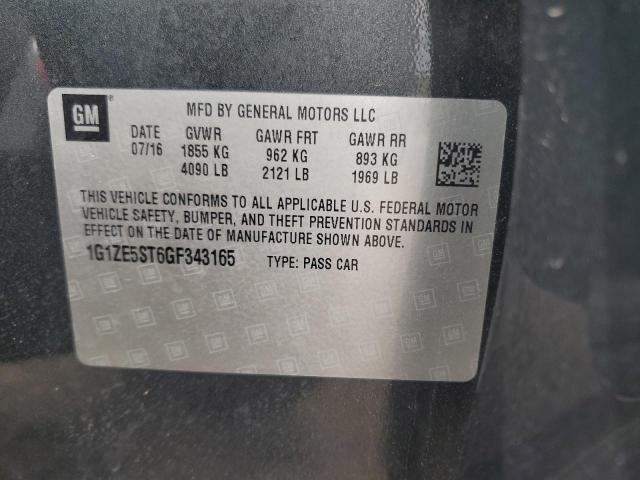 GM
MFD BY GENERAL MOTORS LLC
DATE GVWR GAWR FRT GAWR RR
07/16 1855 KG 962 KG 893 KG
4090 LB 2121 LB 1969 LB
THIS VEHICLE CONFORMS TO ALL APPLICABLE U.S. FEDERAL MOTOR
VEHICLE SAFETY, BUMPER, AND THEFT PREVENTION STANDARDS IN
EFFECT ON THE DATE OF MANUFACTURE SHOWN ABOVE.
1G1ZE5ST6GF343165 TYPE: PASS CAR